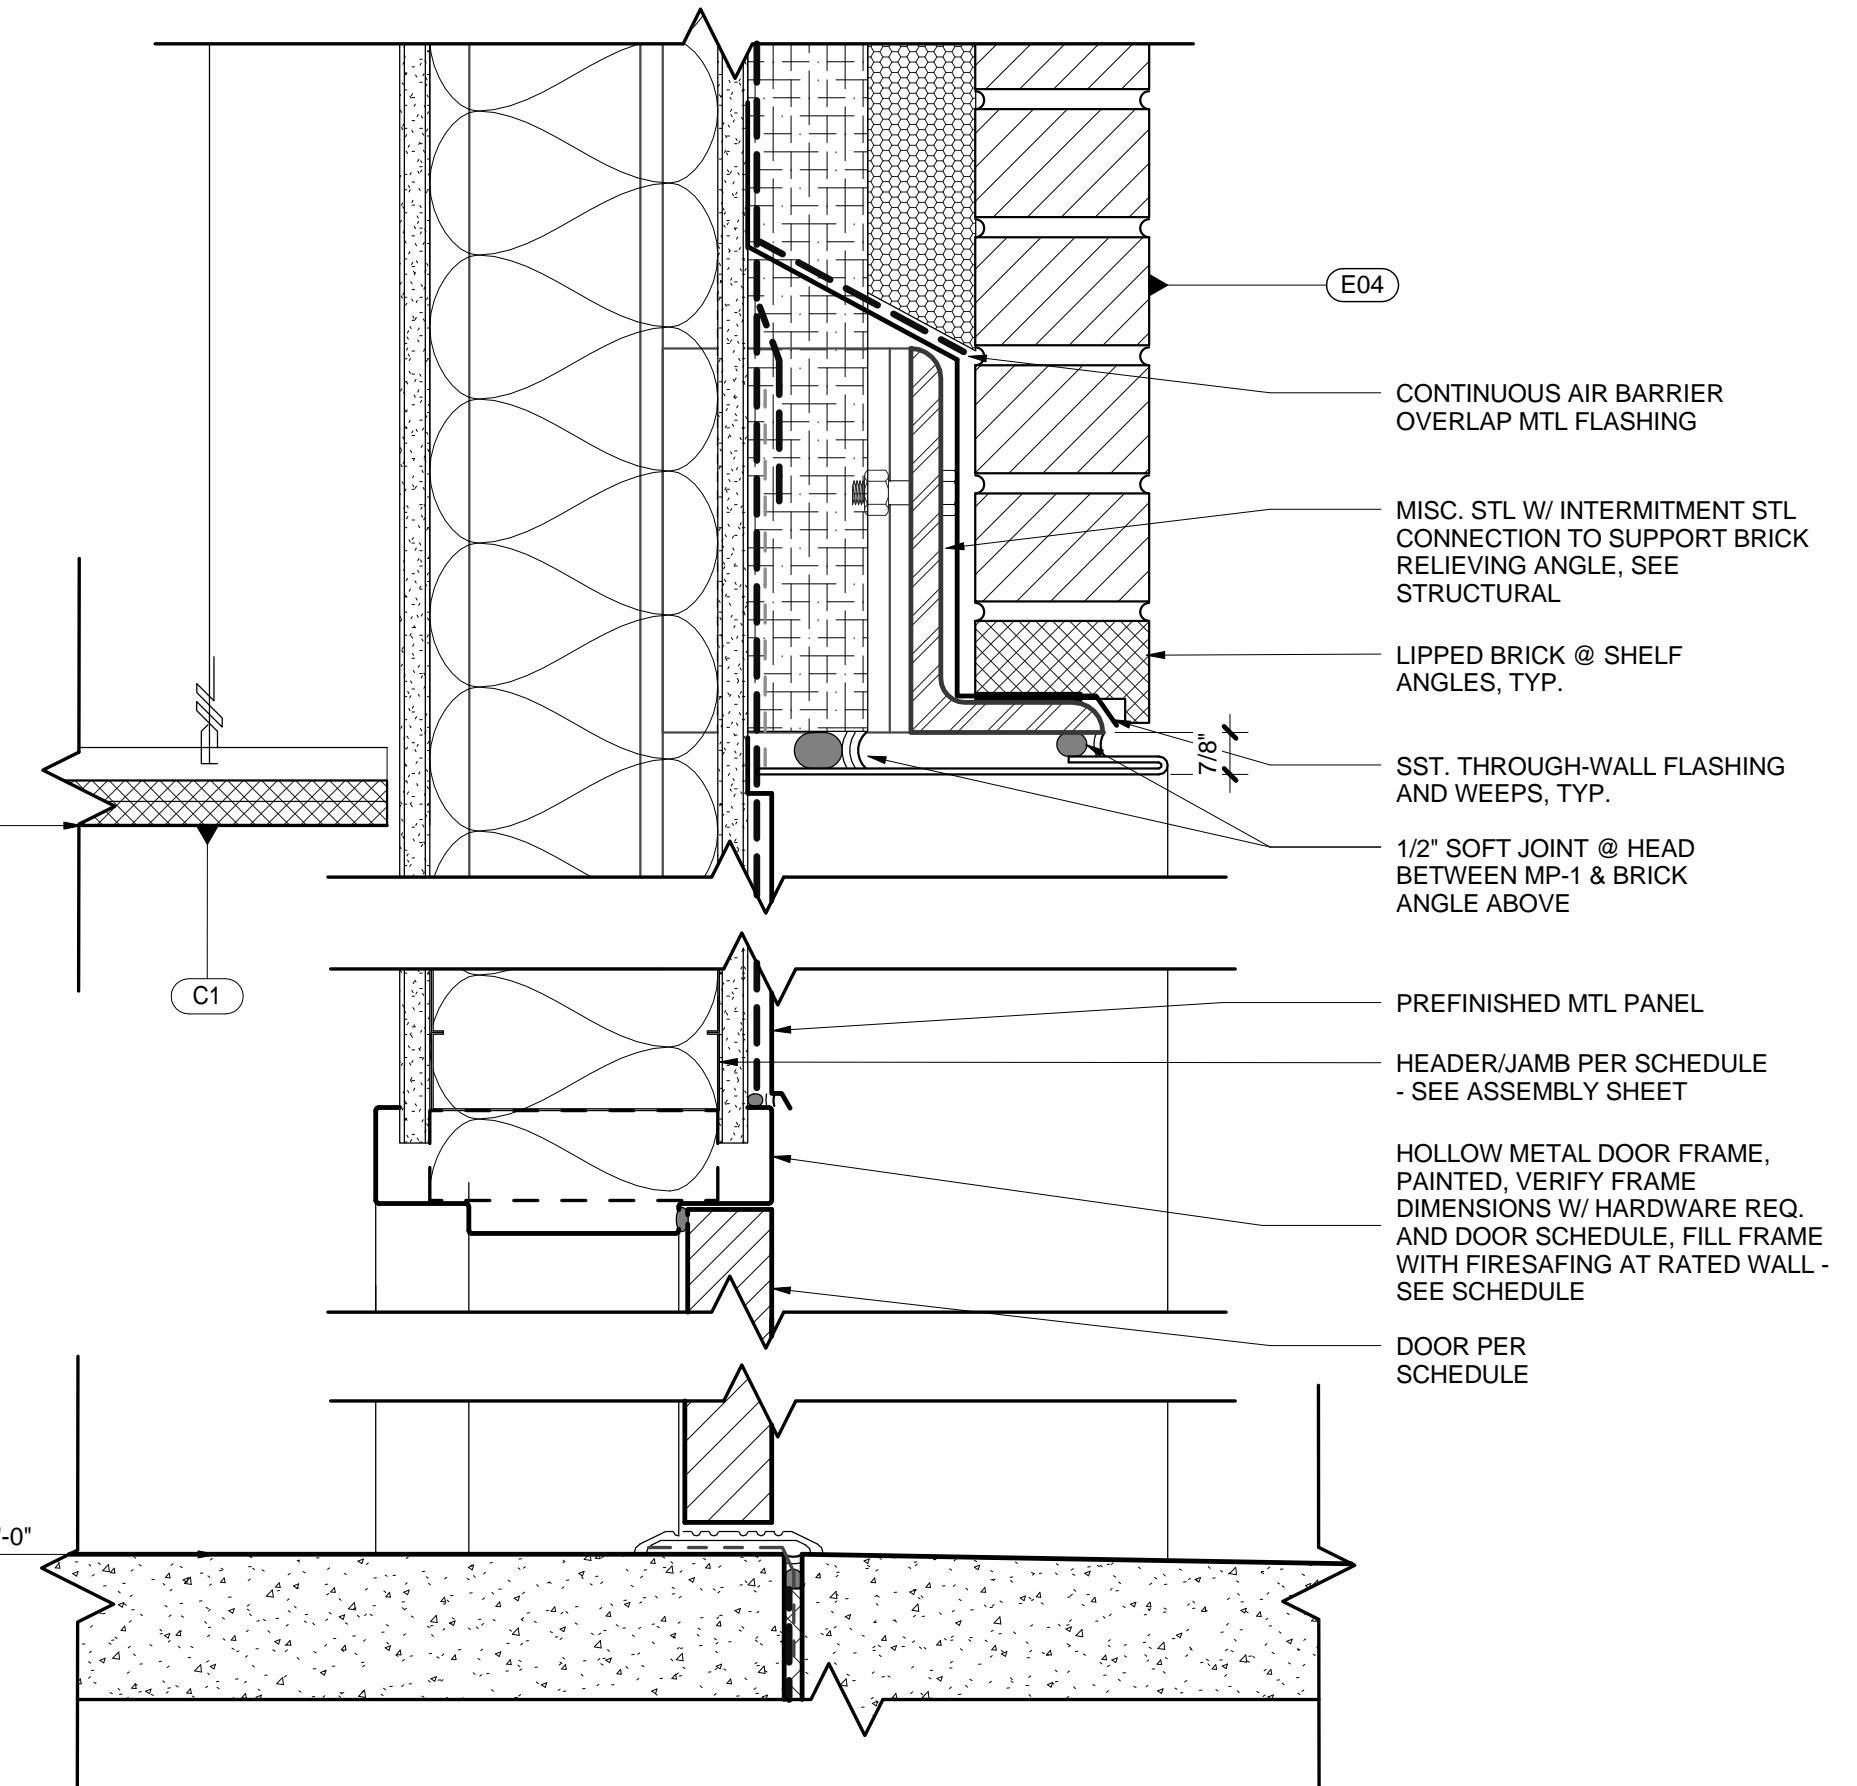 E04
CONTINUOUS AIR BARRIER
OVERLAP MTL FLASHING
MISC. STL W/ INTERMITMENT STL
CONNECTION TO SUPPORT BRICK
RELIEVING ANGLE, SEE
STRUCTURAL
LIPPED BRICK @ SHELF
ANGLES, TYP.
7/8"
SST. THROUGH-WALL FLASHING
AND WEEPS, TYP.
1/2" SOFT JOINT @ HEAD
BETWEEN MP-1 & BRICK
ANGLE ABOVE
C1
PREFINISHED MTL PANEL
HEADER/JAMB PER SCHEDULE
- SEE ASSEMBLY SHEET
HOLLOW METAL DOOR FRAME,
PAINTED, VERIFY FRAME
DIMENSIONS W/ HARDWARE REQ.
AND DOOR SCHEDULE, FILL FRAME
WITH FIRESAFING AT RATED WALL -
SEE SCHEDULE
DOOR PER
SCHEDULE
'-0"